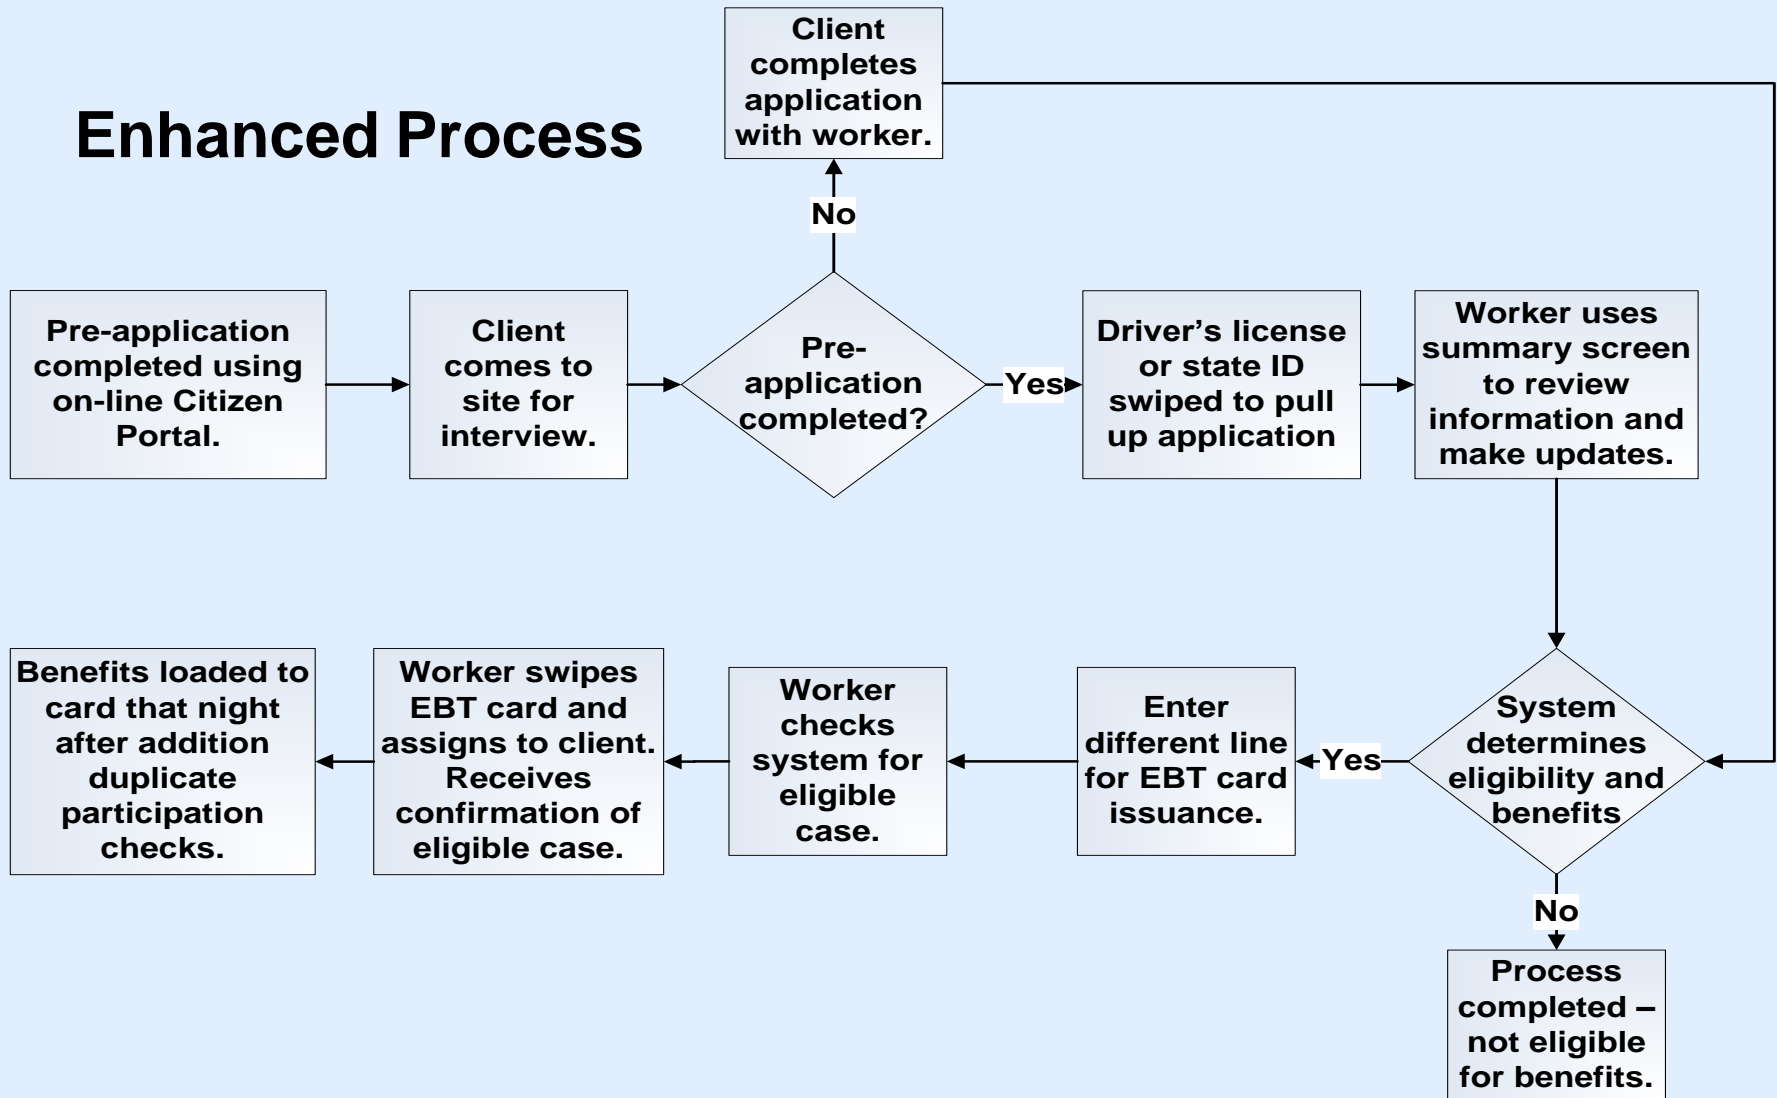 Enhanced Process
Client
completes
application
with worker.
No
Pre-application
completed using
on-line Citizen
Portal.
Client
comes to
site for
interview.
Pre-
application
completed?
Yes
Driver’s license
or state ID
swiped to pull
up application
Worker uses
summary screen
to review
information and
make updates.
System
determines
eligibility and
benefits
Yes
Enter
different line
for EBT card
issuance.
Worker
checks
system for
eligible
case.
Worker swipes
EBT card and
assigns to client.
Receives
confirmation of
eligible case.
Benefits loaded to
card that night
after addition
duplicate
participation
checks.
No
Process
completed –
not eligible
for benefits.